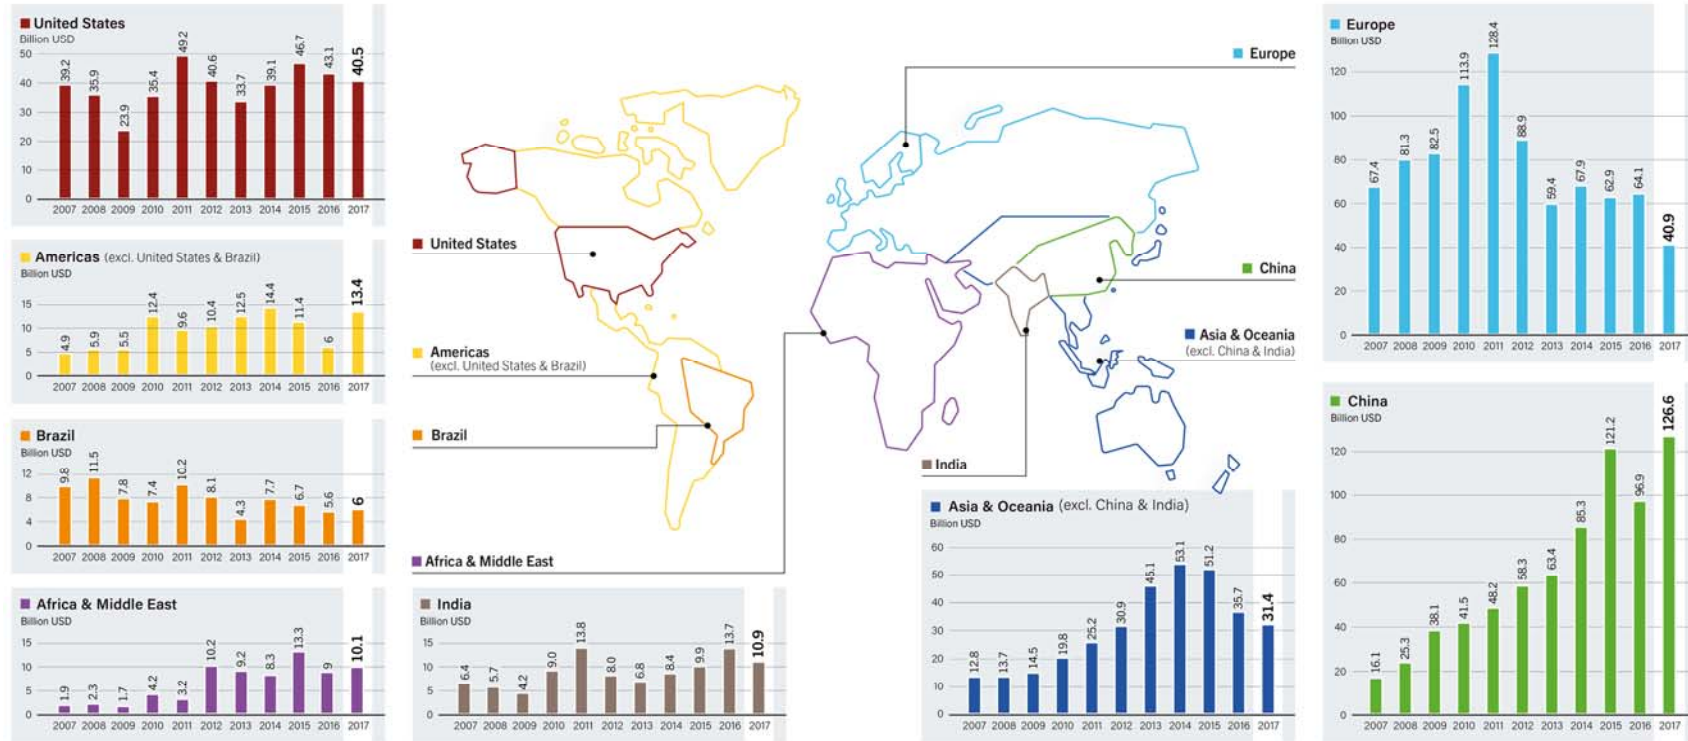 United States
Billion USD
50
40
30
20
10
0
39.2 35.9 23.9 35.4 49.2 40.6 33.7 39.1 46.7 43.1 40.5
2007 2008 2009 2010 2011 2012 2013 2014 2015 2016 2017
Americas (excl. United States & Brazil)
Billion USD
15
10
5
0
4.9 5.9 5.5 12.4 9.6 10.4 12.5 14.4 11.4 6 13.4
2007 2008 2009 2010 2011 2012 2013 2014 2015 2016 2017
Brazil
Billion USD
12
8
4
0
9.8 11.5 7.8 7.4 10.2 8.1 4.3 7.7 6.7 5.6 6
2007 2008 2009 2010 2011 2012 2013 2014 2015 2016 2017
Africa & Middle East
Billion USD
15
10
5
0
1.9 2.3 1.7 4.2 3.2 10.2 9.2 8.3 13.3 9 10.1
2007 2008 2009 2010 2011 2012 2013 2014 2015 2016 2017
United States
Americas
(excl. United States & Brazil)
Brazil
Africa & Middle East
Europe
China
Asia & Oceania
(excl. China & India)
India
India
Billion USD
15
10
5
0
6.4 5.7 4.2 9.0 13.8 8.0 6.8 8.4 9.9 13.7 10.9
2007 2008 2009 2010 2011 2012 2013 2014 2015 2016 2017
Asia & Oceania (excl. China & India)
Billion USD
60
50
40
30
20
10
0
12.8 13.7 14.5 19.8 25.2 30.9 45.1 53.1 51.2 35.7 31.4
2007 2008 2009 2010 2011 2012 2013 2014 2015 2016 2017
Europe
Billion USD
120
100
80
60
40
20
0
67.4 81.3 82.5 113.9 128.4 88.9 59.4 67.9 62.9 64.1 40.9
2007 2008 2009 2010 2011 2012 2013 2014 2015 2016 2017
China
Billion USD
120
100
80
60
40
20
0
16.1 25.3 38.1 41.5 48.2 58.3 63.4 85.3 121.2 96.9 126.6
2007 2008 2009 2010 2011 2012 2013 2014 2015 2016 2017